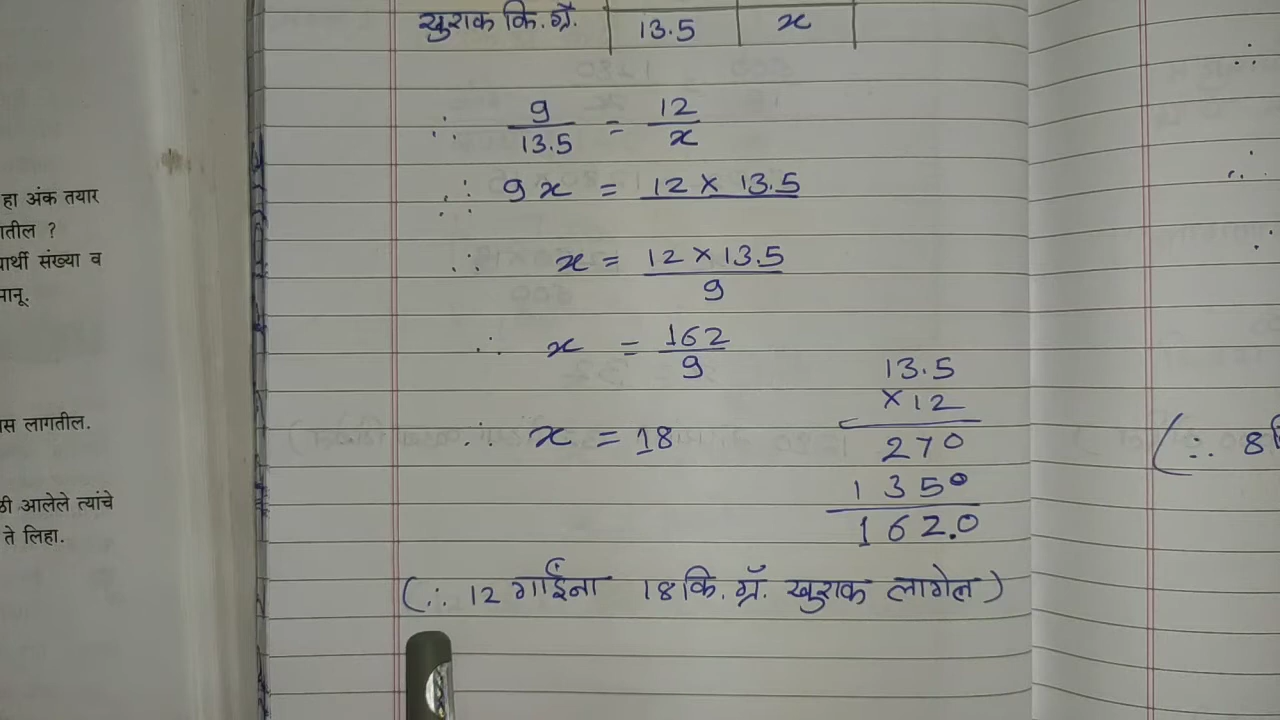 हा अंक तयार
तील ?
संख्या व
मानू.
लागतील.
आलेले त्यांचे
ते लिहा.
खुराक कि.ग्रॅ. 13.5 x
∴ 9/13.5 = 12/x
∴ 9x = 12 × 13.5
∴ x = 12 × 13.5/9
∴ x = 162/9
∴ x = 18
13.5
×12
270
1350
162.0
(∴ 12 गाईंना 18 कि.ग्रॅ. खुराक लागेल)
∴
∴
∴
(∴ 8